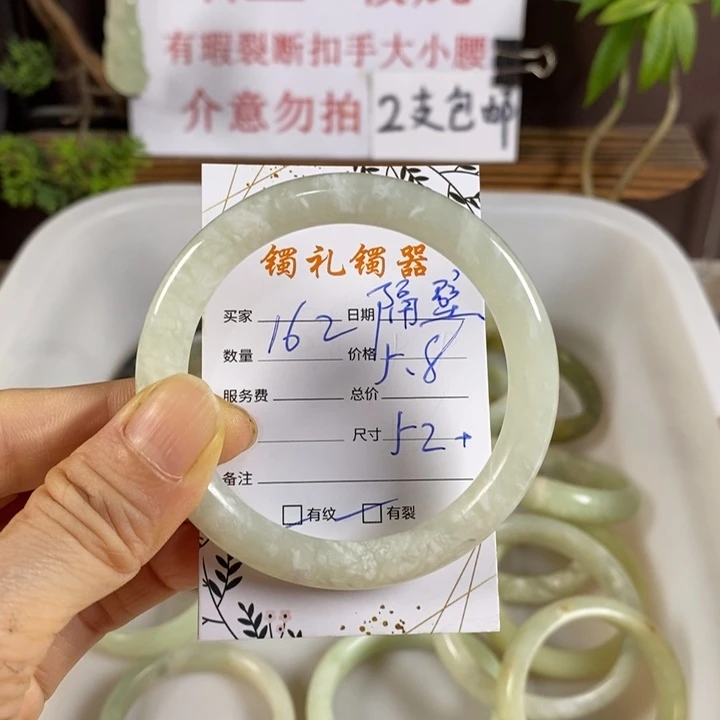 有瑕裂断扣手大小腰
介意勿拍 2支包邮
镯礼镯器
买家 162 日期 隔壁
数量 价格 5.8
服务费 总价
尺寸 52+
备注
有纹 有裂